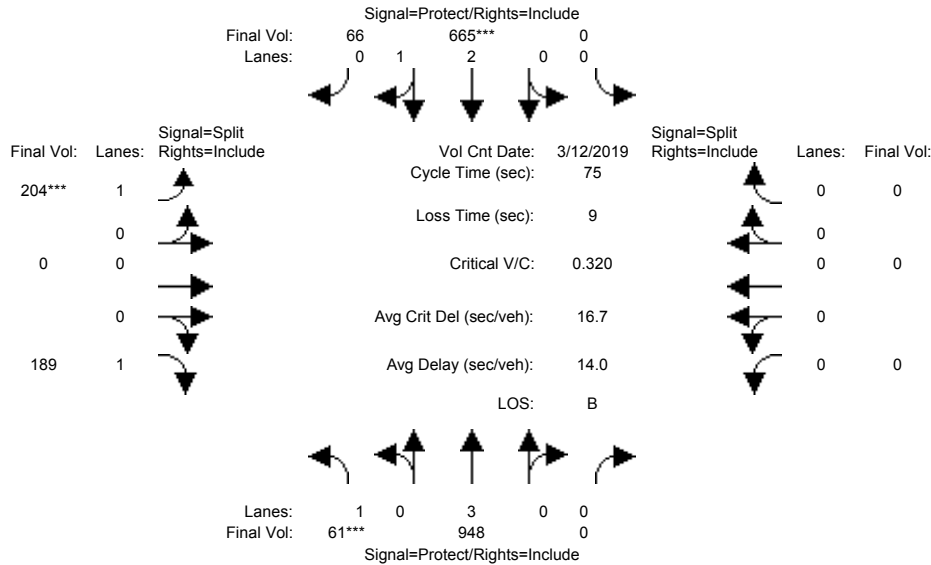 Signal=Protect/Rights=Include
Final Vol: 66 665*** 0
Lanes: 0 1 2 0 0
Signal=Split
Final Vol: Lanes: Rights=Include
Vol Cnt Date: 3/12/2019
Signal=Split
Rights=Include Lanes: Final Vol:
Cycle Time (sec): 75
204*** 1
0 0
Loss Time (sec): 9
0
0
0 0
Critical V/C: 0.320
0 0
0
Avg Crit Del (sec/veh): 16.7
0
189 1
Avg Delay (sec/veh): 14.0
0 0
LOS: B
Lanes: 1 0 3 0 0
Final Vol: 61*** 948 0
Signal=Protect/Rights=Include